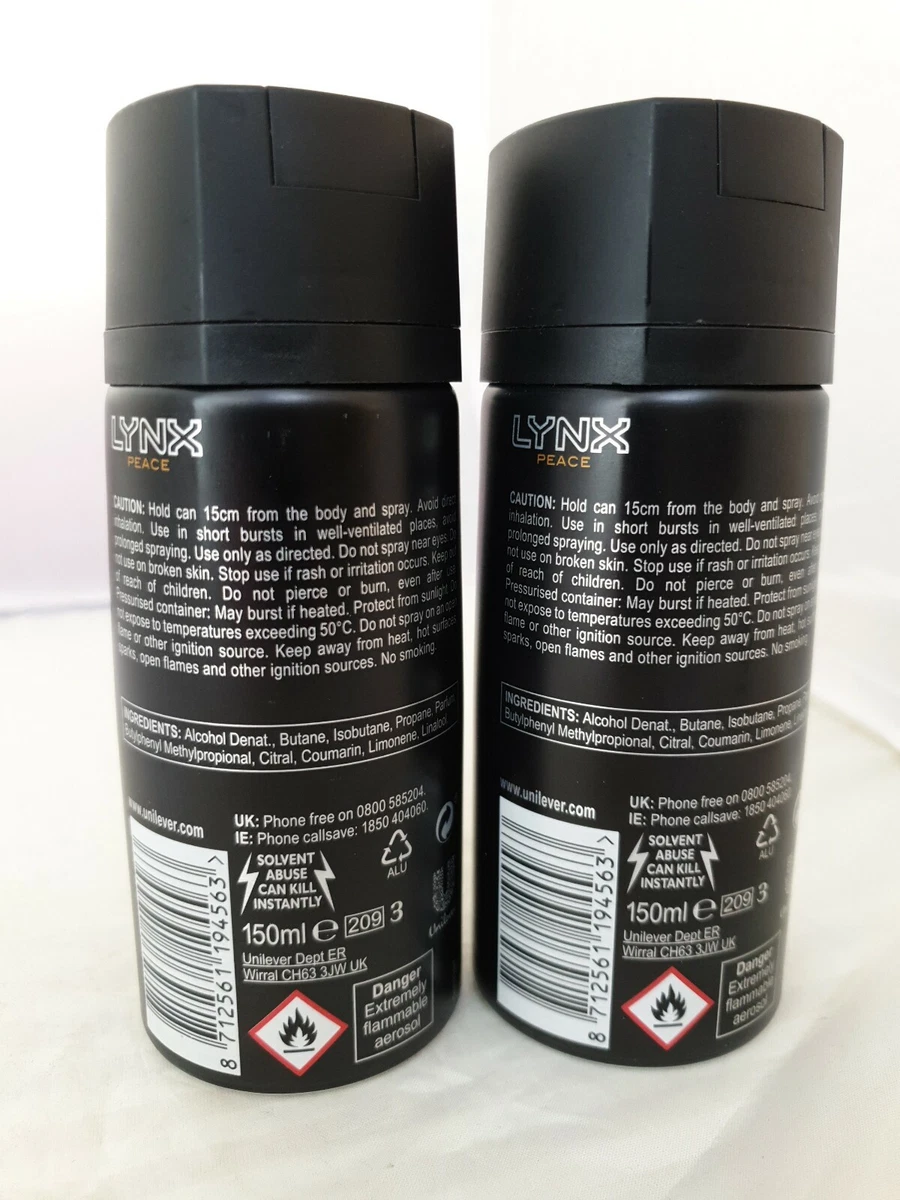 LYNX
PEACE
CAUTION: Hold can 15cm from the body and spray. Avoid
inhalation. Use in short bursts in well-ventilated places,
prolonged spraying. Use only as directed. Do not spray near eyes.
not use on broken skin. Stop use if rash or irritation occurs. Keep
of reach of children. Do not pierce or burn, even after use.
Pressurised container: May burst if heated. Protect from sunlight.
not expose to temperatures exceeding 50°C. Do not spray on an
flame or other ignition source. Keep away from heat, hot surfaces,
sparks, open flames and other ignition sources. No smoking.
INGREDIENTS: Alcohol Denat., Butane, Isobutane, Propane, Parfum,
Butylphenyl Methylpropional, Citral, Coumarin, Limonene, Linalool
www.unilever.com
UK: Phone free on 0800 585204.
IE: Phone callsave: 1850 404060.
SOLVENT
ABUSE
CAN KILL
INSTANTLY
ALU
150ml e 209 3
Unilever Dept ER
Wirral CH63 3JW UK
Danger
Extremely
flammable
aerosol
8 712561 194563 >
LYNX
PEACE
CAUTION: Hold can 15cm from the body and spray.
inhalation. Use in short bursts in well-ventilated places,
prolonged spraying. Use only as directed. Do not spray near
not use on broken skin. Stop use if rash or irritation occurs.
of reach of children. Do not pierce or burn, even
Pressurised container: May burst if heated. Protect from
not expose to temperatures exceeding 50°C. Do not spray
flame or other ignition source. Keep away from heat, hot
sparks, open flames and other ignition sources. No smoking.
INGREDIENTS: Alcohol Denat., Butane, Isobutane, Propane,
Butylphenyl Methylpropional, Citral, Coumarin, Limonene,
www.unilever.com
UK: Phone free on 0800 585204.
IE: Phone callsave: 1850 404060.
SOLVENT
ABUSE
CAN KILL
INSTANTLY
ALU
150ml e 209 3
Unilever Dept ER
Wirral CH63 3JW UK
Danger
Extremely
flammable
aerosol
8 712561 194563 >